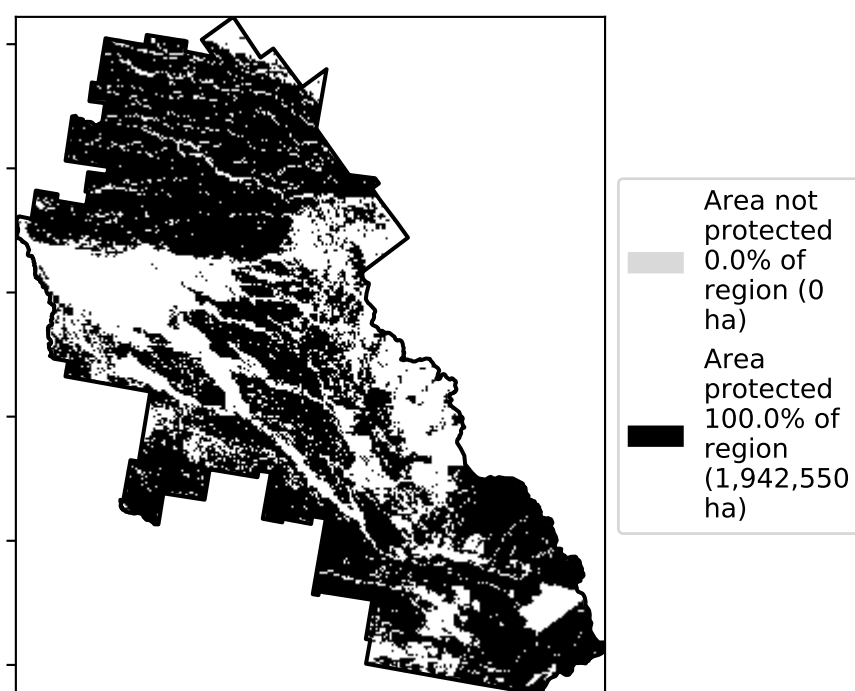 Area not
protected
0.0% of
region (0
ha)
Area
protected
100.0% of
region
(1,942,550
ha)